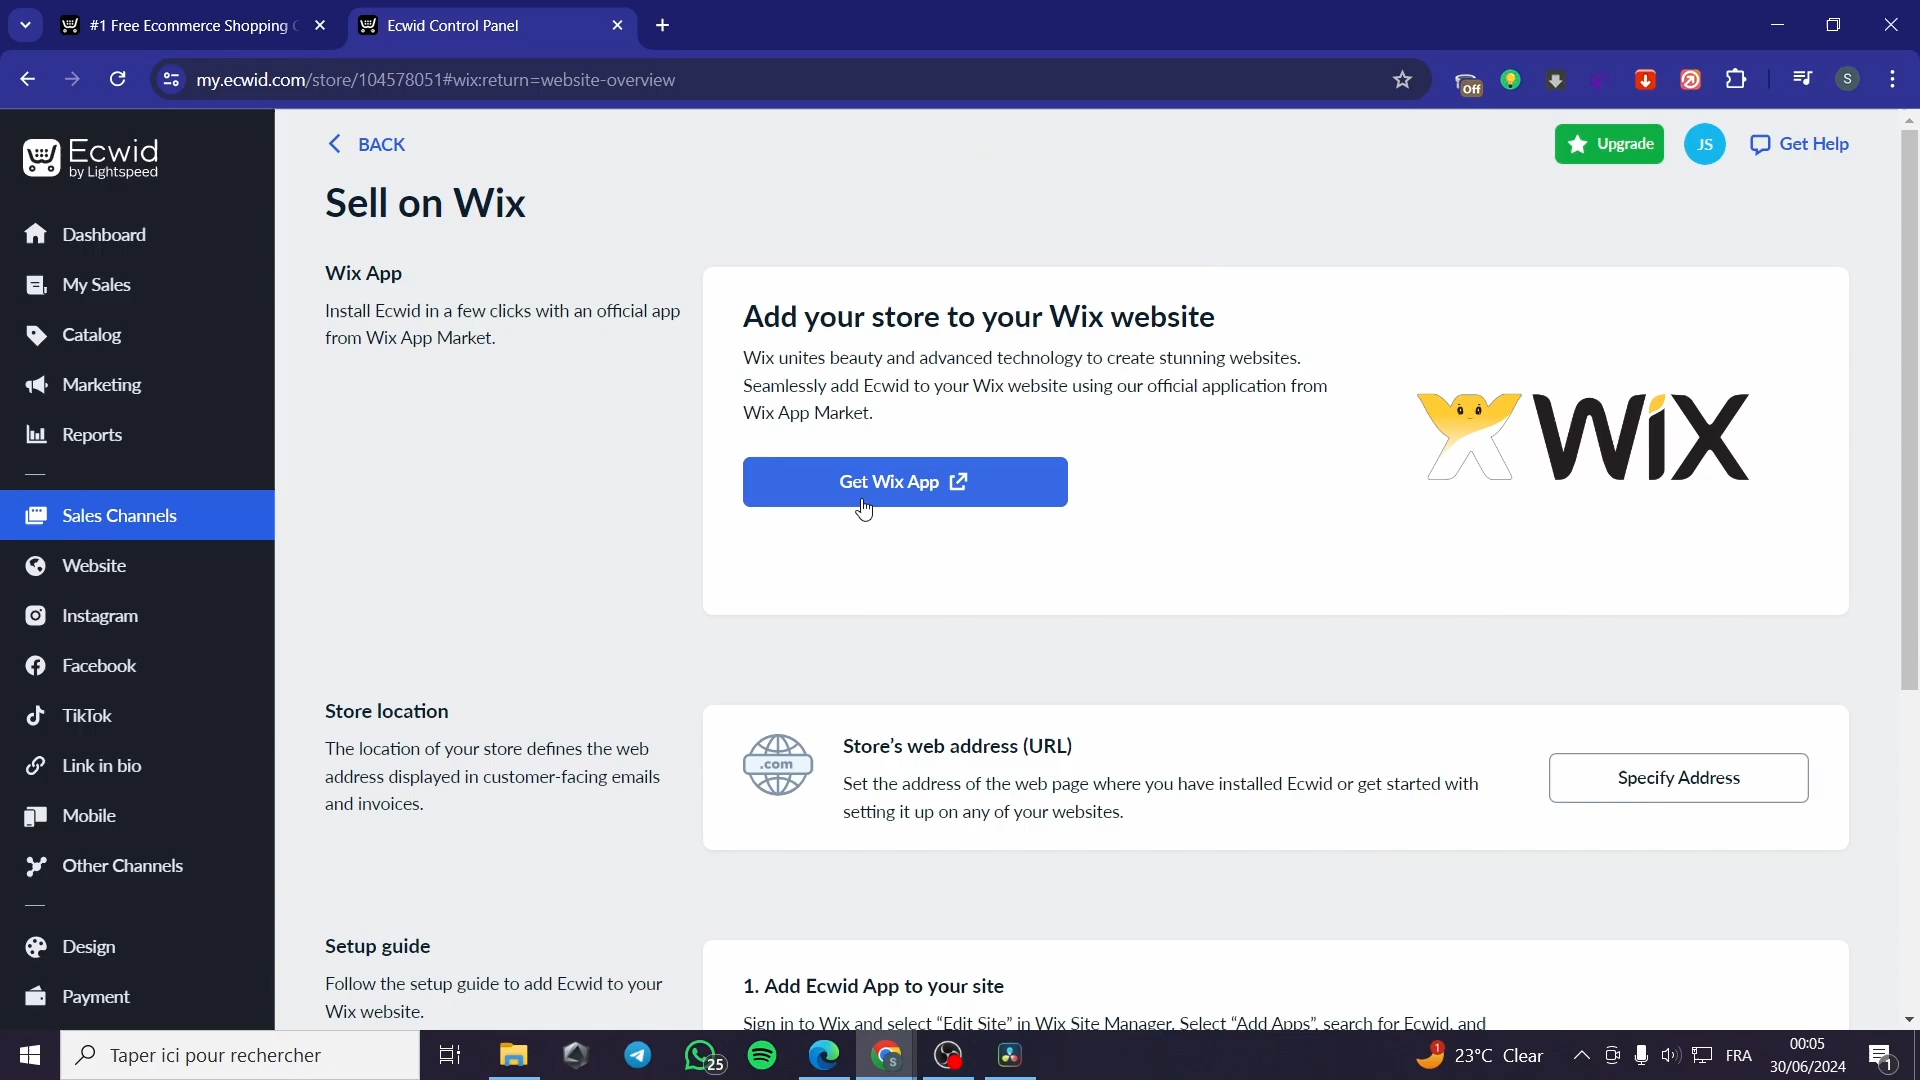 #1 Free Ecommerce Shopping
Ecwid Control Panel
my.ecwid.com/store/104578051#wix:return=website-overview
Off
S
Ecwid
by Lightspeed
Dashboard
My Sales
Catalog
Marketing
Reports
Sales Channels
Website
Instagram
Facebook
TikTok
Link in bio
Mobile
Other Channels
Design
Payment
BACK
Upgrade
JS
Get Help
Sell on Wix
Wix App
Install Ecwid in a few clicks with an official app
from Wix App Market.
Add your store to your Wix website
Wix unites beauty and advanced technology to create stunning websites.
Seamlessly add Ecwid to your Wix website using our official application from
Wix App Market.
Get Wix App
WiX
Store location
The location of your store defines the web
address displayed in customer-facing emails
and invoices.
.com
Store's web address (URL)
Set the address of the web page where you have installed Ecwid or get started with
setting it up on any of your websites.
Specify Address
Setup guide
Follow the setup guide to add Ecwid to your
Wix website.
1. Add Ecwid App to your site
Sign in to Wix and select “Edit Site” in Wix Site Manager. Select “Add Apps”, search for Ecwid, and
Taper ici pour rechercher
25
S
1
23°C Clear
FRA
00:05
30/06/2024
1